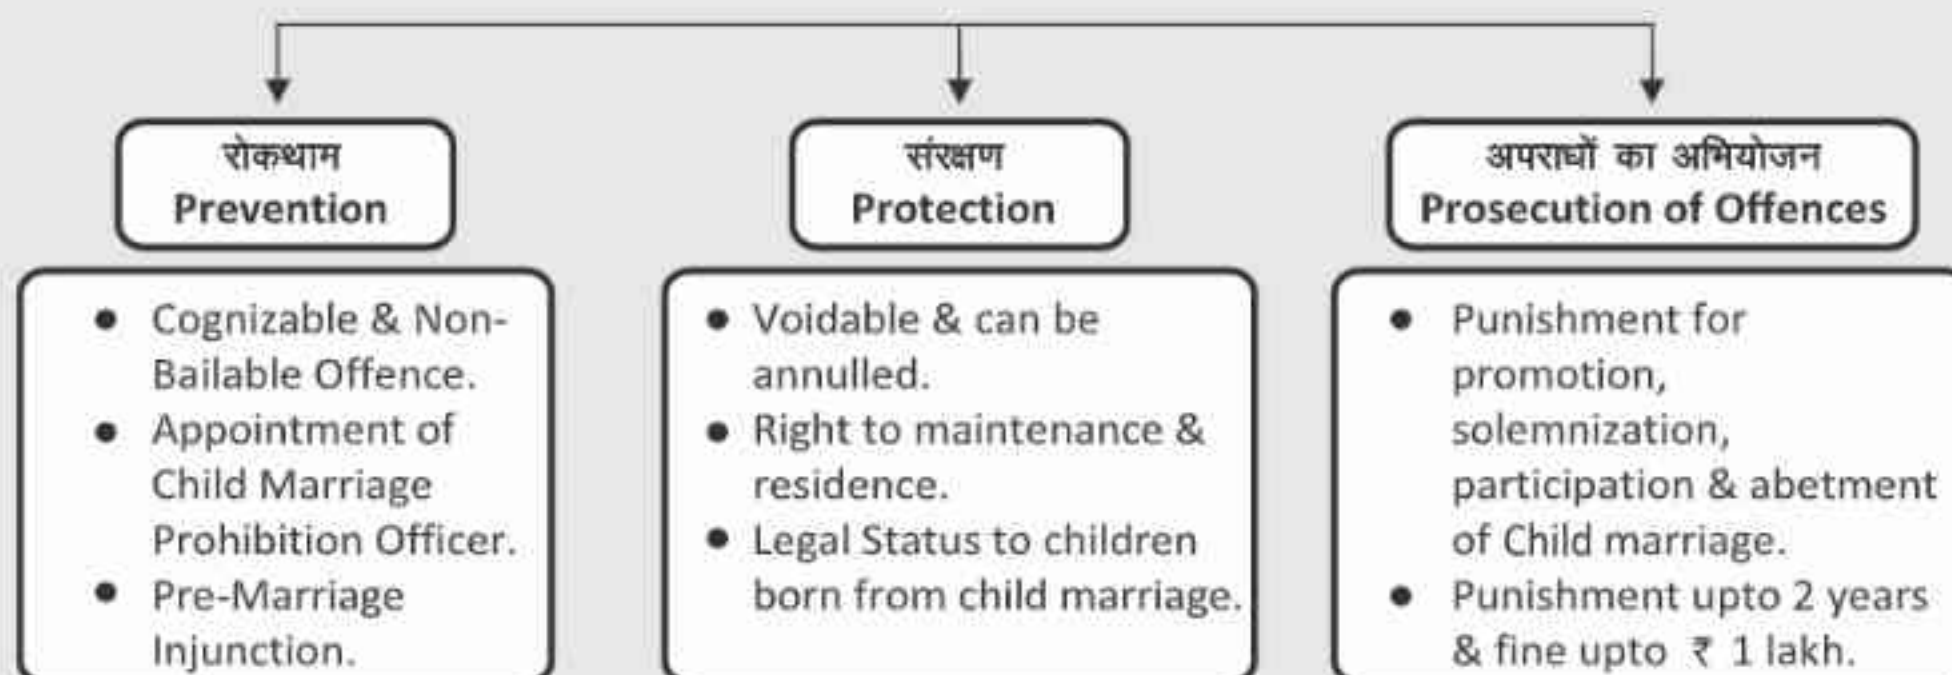 रोकथाम
Prevention
● Cognizable & Non-
Bailable Offence.
● Appointment of
Child Marriage
Prohibition Officer.
● Pre-Marriage
Injunction.
संरक्षण
Protection
● Voidable & can be
annulled.
● Right to maintenance &
residence.
● Legal Status to children
born from child marriage.
अपराधों का अभियोजन
Prosecution of Offences
● Punishment for
promotion,
solemnization,
participation & abetment
of Child marriage.
● Punishment upto 2 years
& fine upto ₹ 1 lakh.